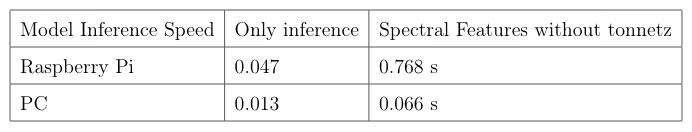 Model Inference Speed Only inference Spectral Features without tonnetz
Raspberry Pi 0.047 0.768 s
PC 0.013 0.066 s